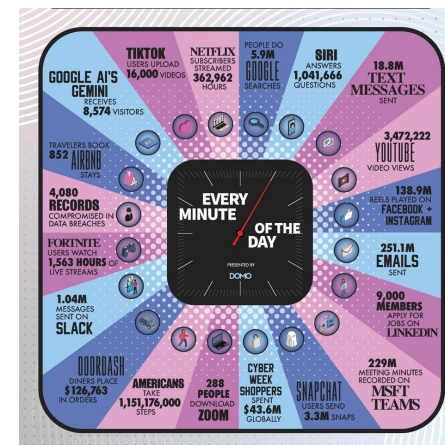 TIKTOK
USERS UPLOAD
16,000 VIDEOS
NETFLIX
SUBSCRIBERS
STREAMED
362,962
HOURS
PEOPLE DO
5.9M
GOOGLE
SEARCHES
SIRI
ANSWERS
1,041,666
QUESTIONS
18.8M
TEXT
MESSAGES
SENT
3,472,222
YOUTUBE
VIDEO VIEWS
138.9M
REELS PLAYED ON
FACEBOOK +
INSTAGRAM
251.1M
EMAILS
SENT
9,000
MEMBERS
APPLY FOR
JOBS ON
LINKEDIN
229M
MEETING MINUTES
RECORDED ON
MSFT
TEAMS
SNAPCHAT
USERS SEND
3.3M SNAPS
CYBER
WEEK
SHOPPERS
SPENT
$43.6M
GLOBALLY
288
PEOPLE
DOWNLOAD
ZOOM
AMERICANS
TAKE
1,151,176,000
STEPS
DOORDASH
DINERS PLACE
$126,763
IN ORDERS
1.04M
MESSAGES
SENT ON
SLACK
FORTNITE
USERS WATCH
1,563 HOURS OF
LIVE STREAMS
4,080
RECORDS
COMPROMISED IN
DATA BREACHES
TRAVELERS BOOK
852 AIRBNB
STAYS
GOOGLE AI'S
GEMINI
RECEIVES
8,574 VISITORS
EVERY
MINUTE
OF THE
DAY
PRESENTED BY
DOMO